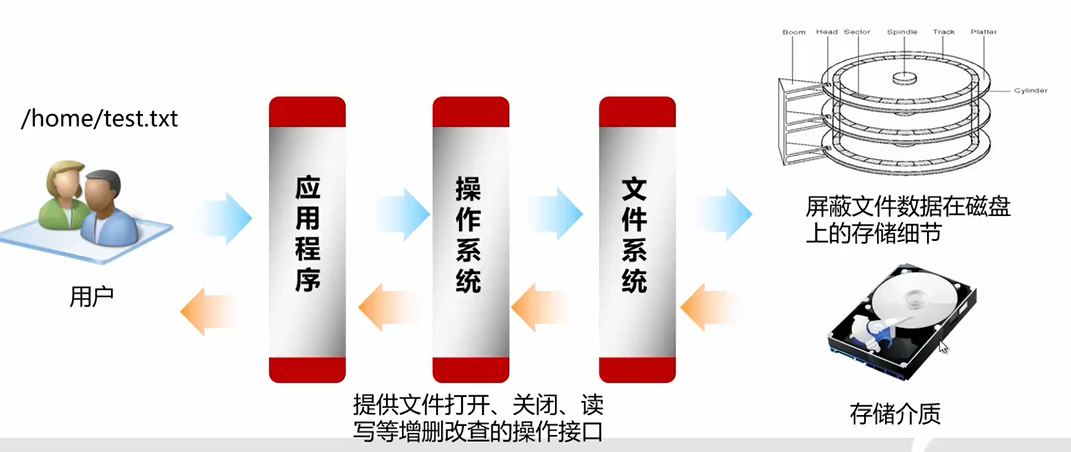 Boom Head Sector Spindle Track Platter
Cylinder
/home/test.txt
应用程序
操作系统
文件系统
屏蔽文件数据在磁盘
上的存储细节
用户
提供文件打开、关闭、读
写等增删改查的操作接口
存储介质